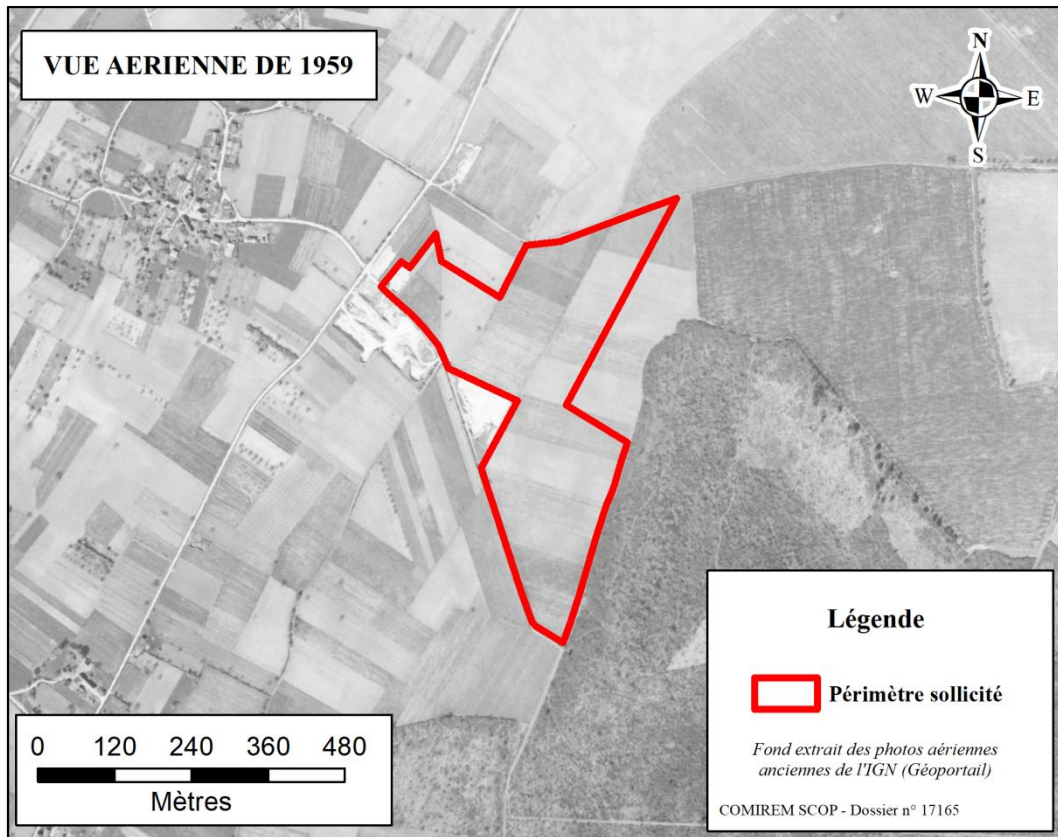 VUE AERIENNE DE 1959
N
W E
S
Légende
Périmètre sollicité
Fond extrait des photos aériennes
anciennes de l'IGN (Géoportail)
COMIREM SCOP - Dossier n° 17165
0 120 240 360 480
Mètres